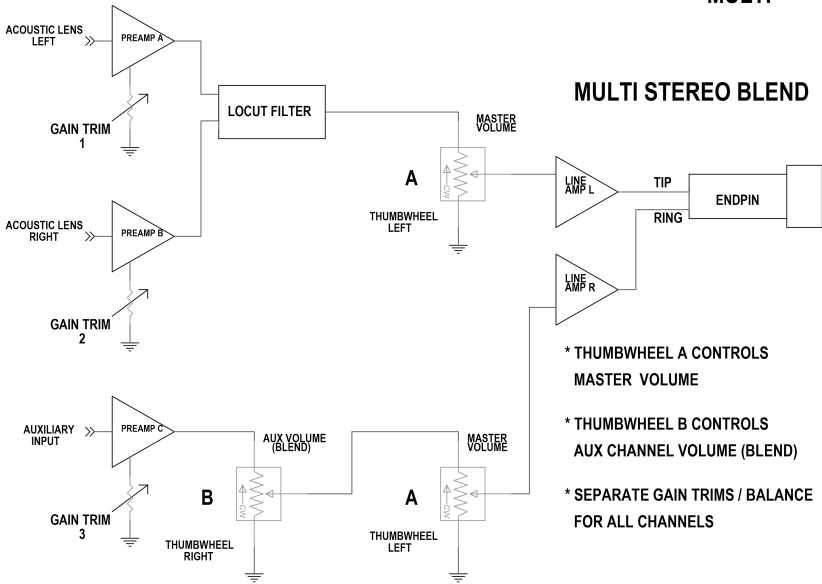 MULTI STEREO BLEND
ACOUSTIC LENS
LEFT
PREAMP A
GAIN TRIM
1
LOCUT FILTER
MASTER
VOLUME
A
CW
THUMBWHEEL
LEFT
LINE
AMP L
TIP
RING
ENDPIN
ACOUSTIC LENS
RIGHT
PREAMP B
GAIN TRIM
2
LINE
AMP R
AUXILIARY
INPUT
PREAMP C
GAIN TRIM
3
AUX VOLUME
(BLEND)
B
CW
THUMBWHEEL
RIGHT
MASTER
VOLUME
A
CW
THUMBWHEEL
LEFT
* THUMBWHEEL A CONTROLS
MASTER VOLUME
* THUMBWHEEL B CONTROLS
AUX CHANNEL VOLUME (BLEND)
* SEPARATE GAIN TRIMS / BALANCE
FOR ALL CHANNELS